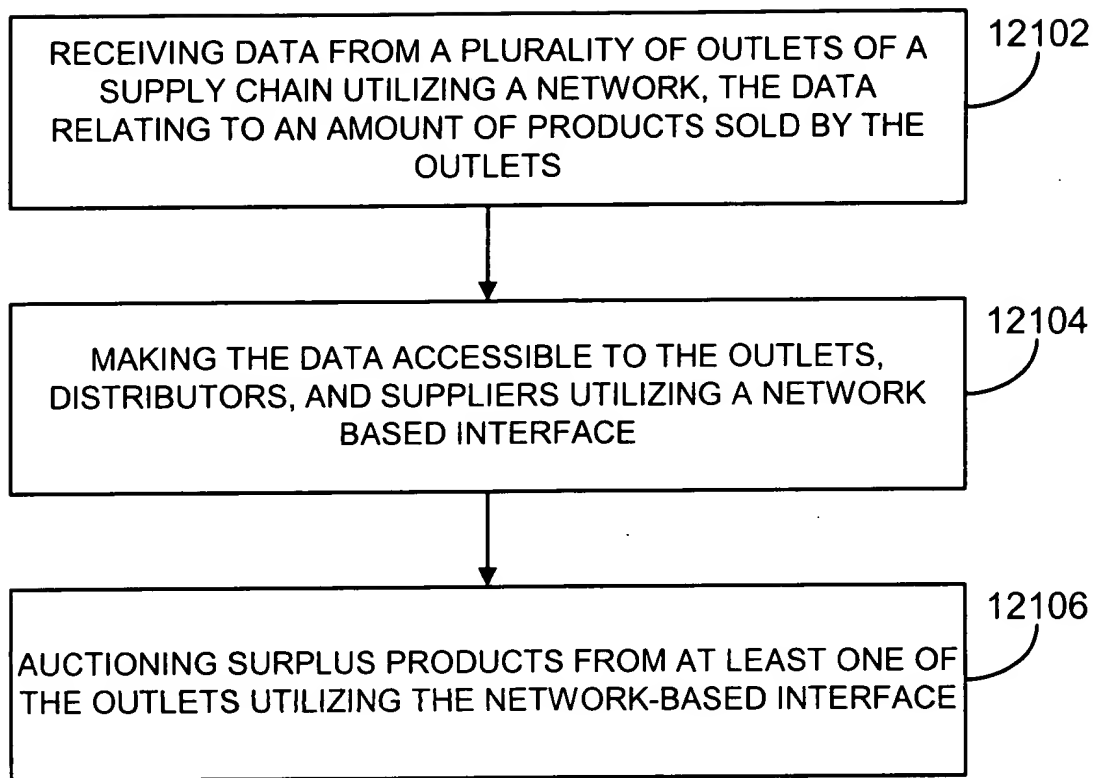 RECEIVING DATA FROM A PLURALITY OF OUTLETS OF A
SUPPLY CHAIN UTILIZING A NETWORK, THE DATA
RELATING TO AN AMOUNT OF PRODUCTS SOLD BY THE
OUTLETS
12102
MAKING THE DATA ACCESSIBLE TO THE OUTLETS,
DISTRIBUTORS, AND SUPPLIERS UTILIZING A NETWORK
BASED INTERFACE
12104
AUCTIONING SURPLUS PRODUCTS FROM AT LEAST ONE OF
THE OUTLETS UTILIZING THE NETWORK-BASED INTERFACE
12106